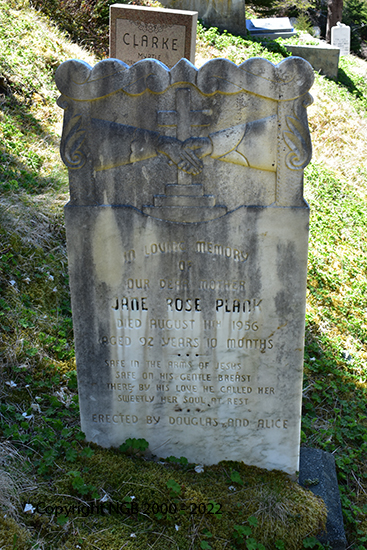 CLARKE
IN LOVING MEMORY
OF
OUR DEAR MOTHER
JANE ROSE PLANK
DIED AUGUST 11TH 1956
AGED 92 YEARS 10 MONTHS
SAFE IN THE ARMS OF JESUS
SAFE ON HIS GENTLE BREAST
THERE BY HIS LOVE HE CALLED HER
SWEETLY HER SOUL AT REST
ERECTED BY DOUGLAS AND ALICE
Copyright NGB 2000 - 2022